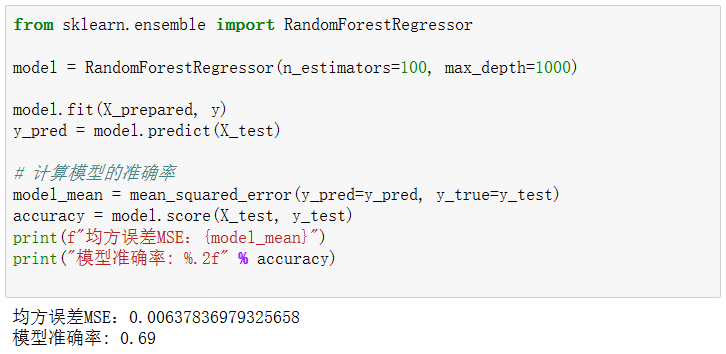 from sklearn.ensemble import RandomForestRegressor
model = RandomForestRegressor(n_estimators=100, max_depth=1000)
model.fit(X_prepared, y)
y_pred = model.predict(X_test)
# 计算模型的准确率
model_mean = mean_squared_error(y_pred=y_pred, y_true=y_test)
accuracy = model.score(X_test, y_test)
print(f"均方误差MSE: {model_mean}")
print("模型准确率: %.2f" % accuracy)
均方误差MSE: 0.00637836979325658
模型准确率: 0.69